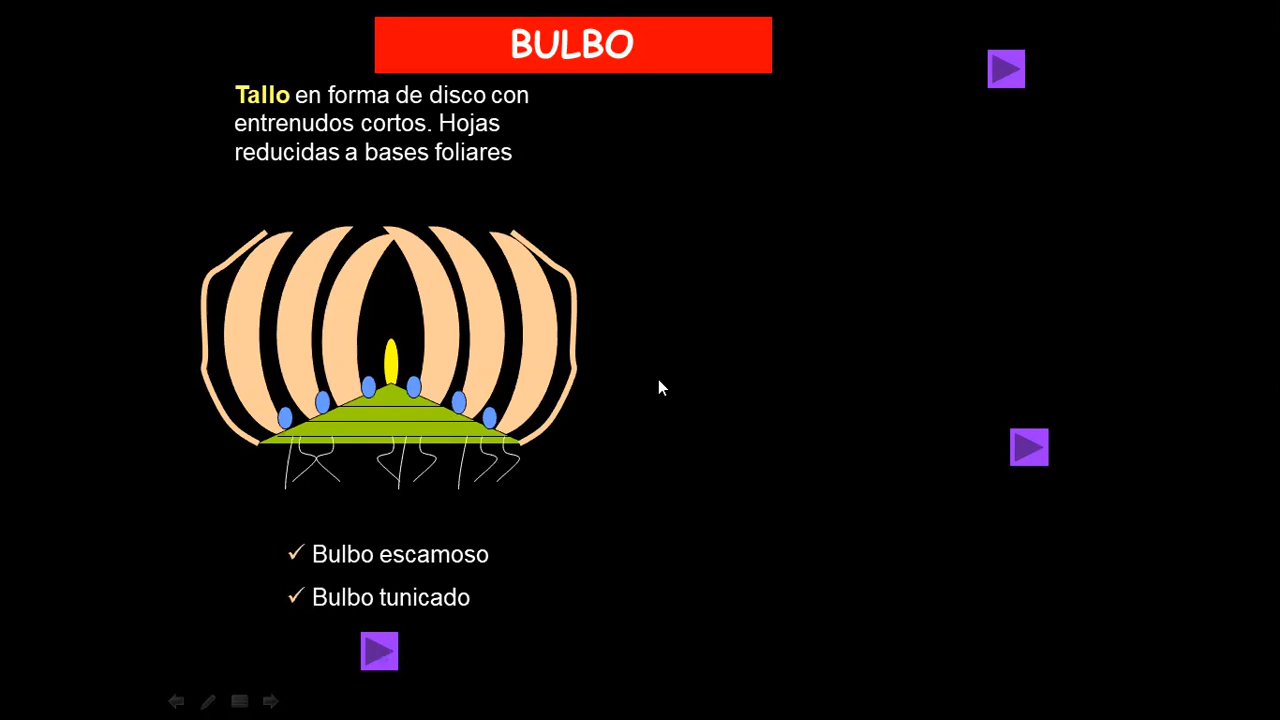 BULBO
Tallo en forma de disco con
entrenudos cortos. Hojas
reducidas a bases foliares
✓ Bulbo escamoso
✓ Bulbo tunicado